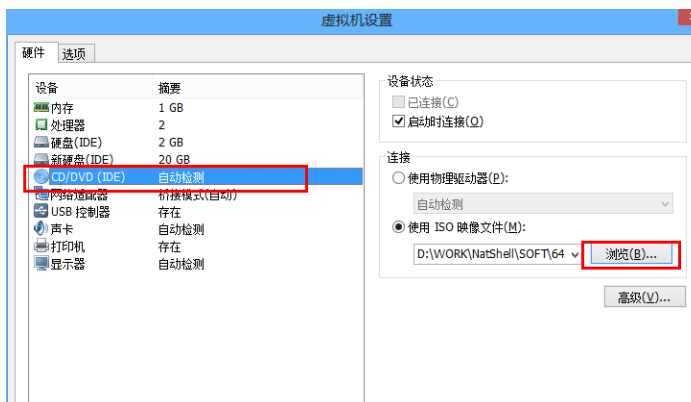 虚拟机设置
硬件 选项
设备 摘要
内存 1 GB
处理器 2
硬盘(IDE) 2 GB
新硬盘(IDE) 20 GB
CD/DVD (IDE) 自动检测
网络适配器 桥接模式(自动)
USB 控制器 存在
声卡 自动检测
打印机 存在
显示器 自动检测
设备状态
已连接(C)
启动时连接(O)
连接
使用物理驱动器(P):
自动检测
使用 ISO 映像文件(M):
D:\WORK\NatShell\SOFT\64 浏览(B)...
高级(V)...